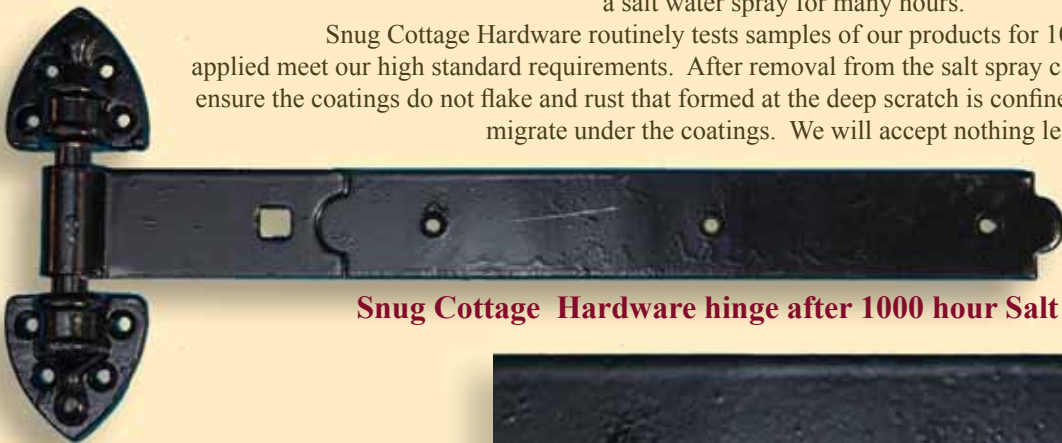 a salt water spray for many hours.
Snug Cottage Hardware routinely tests samples of our products for
applied meet our high standard requirements. After removal from the salt spray
ensure the coatings do not flake and rust that formed at the deep scratch is
migrate under the coatings. We will accept nothing
Snug Cottage Hardware hinge after 1000 hour Salt